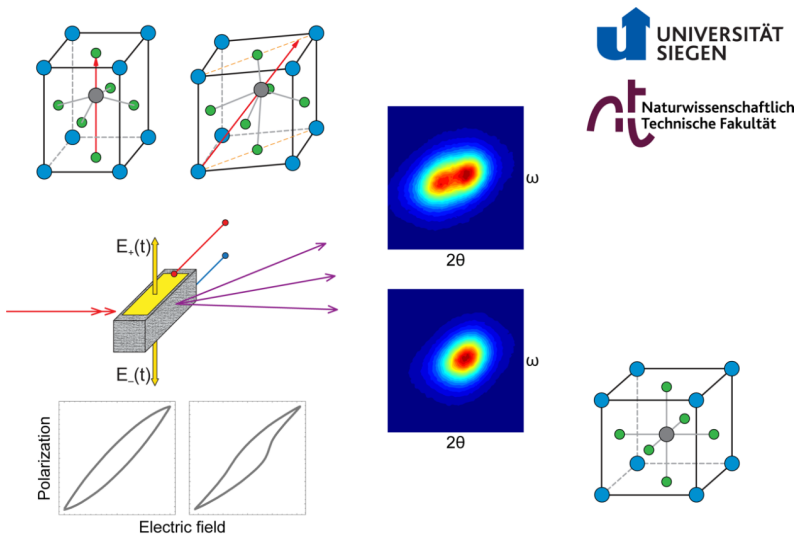 UNIVERSITÄT
SIEGEN
Naturwissenschaftlich
Technische Fakultät
ω
2θ
E₊(t)
E₋(t)
ω
2θ
Polarization
Electric field